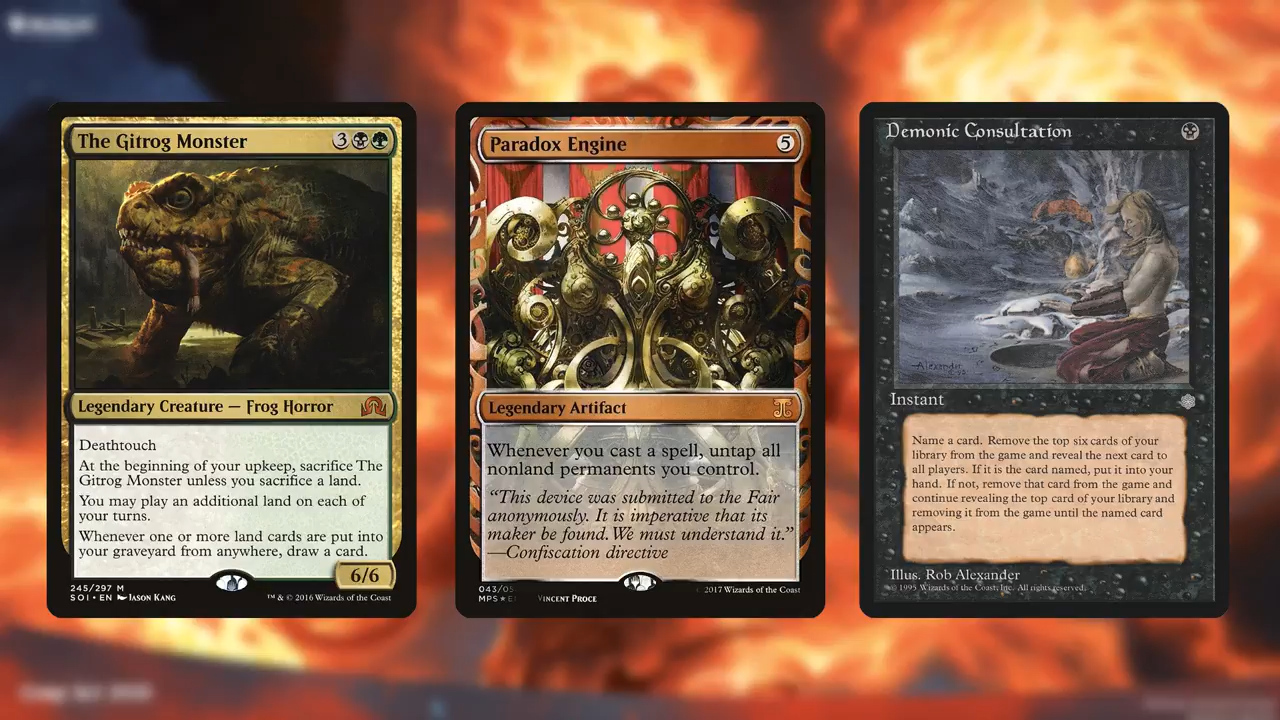 The Gitrog Monster 3
Legendary Creature — Frog Horror
Deathtouch
At the beginning of your upkeep, sacrifice The
Gitrog Monster unless you sacrifice a land.
You may play an additional land on each of
your turns.
Whenever one or more land cards are put into
your graveyard from anywhere, draw a card.
6/6
245/297 M
SOI • EN JASON KANG
™ & © 2016 Wizards of the Coast
Paradox Engine 5
Legendary Artifact
Whenever you cast a spell, untap all
nonland permanents you control.
“This device was submitted to the Fair
anonymously. It is imperative that its
maker be found. We must understand it.”
—Confiscation directive
043/05
MPS ★ E
VINCENT PROCE
2017 Wizards of the Coast
Demonic Consultation
Alexander
Instant
Name a card. Remove the top six cards of your
library from the game and reveal the next card to
all players. If it is the card named, put it into your
hand. If not, remove that card from the game and
continue revealing the top card of your library and
removing it from the game until the named card
appears.
Illus. Rob Alexander
© 1995 Wizards of the Coast, Inc. All rights reserved.